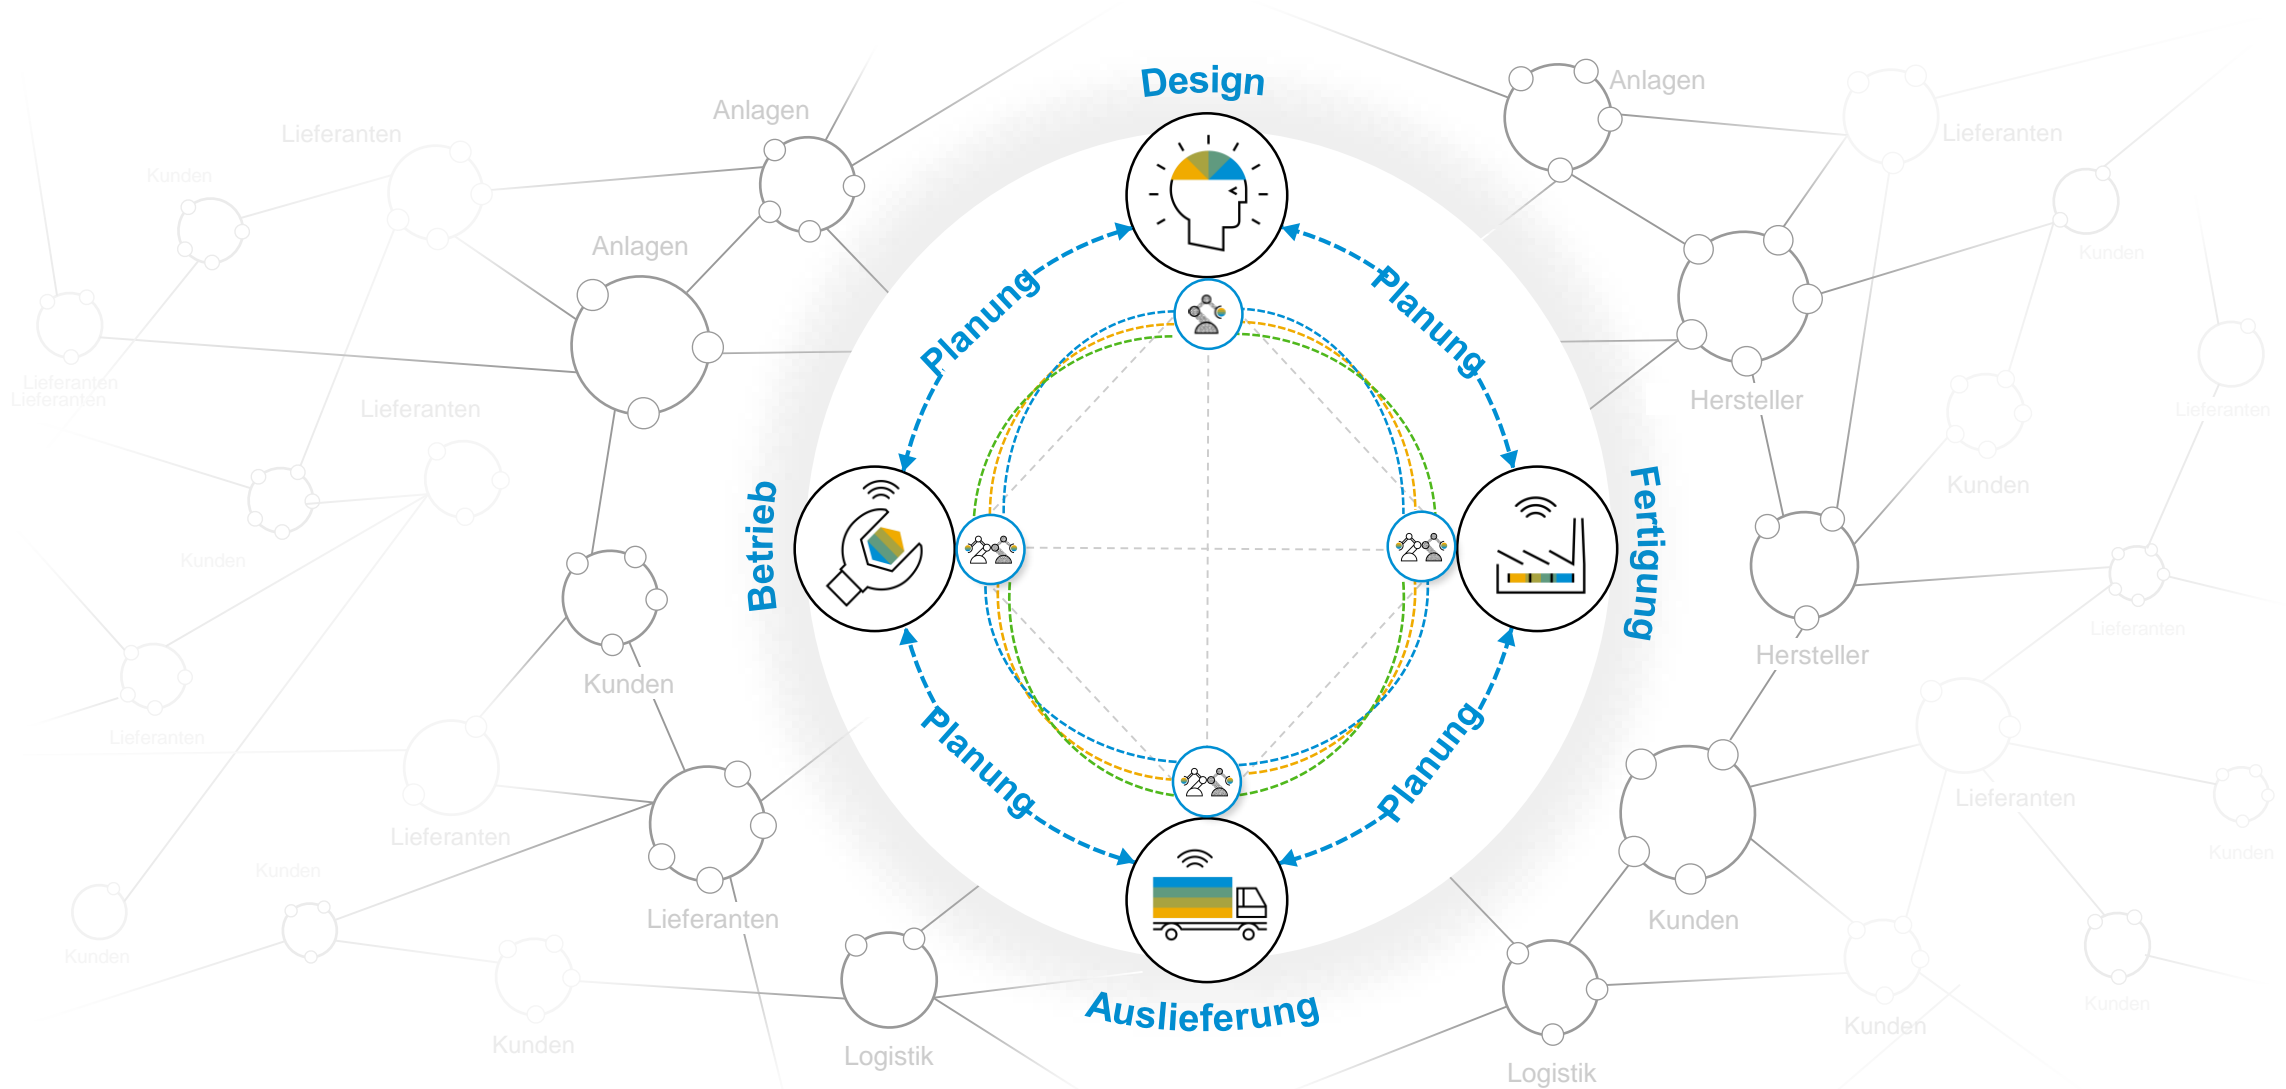 Design
Anlagen
Anlagen
Lieferanten
Lieferanten
Kunden
Anlagen
Kunden
Planung
Planung
Lieferanten
Lieferanten
Lieferanten
Hersteller
Lieferanten
Betrieb
Fertigung
Kunden
Kunden
Lieferanten
Hersteller
Kunden
Planung
Planung
Lieferanten
Lieferanten
Lieferanten
Kunden
Kunden
Lieferanten
Kunden
Kunden
Auslieferung
Kunden
Kunden
Kunden
Logistik
Logistik